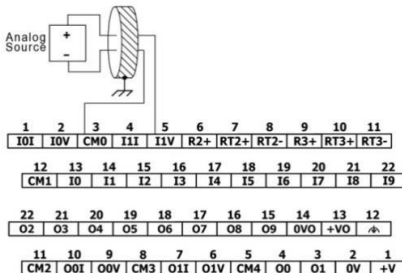 Analog
Source
+
-
1 2 3 4 5 6 7 8 9 10 11
I0I I0V CM0 I1I I1V R2+ RT2+ RT2- R3+ RT3+ RT3-
12 13 14 15 16 17 18 19 20 21 22
CM1 I0 I1 I2 I3 I4 I5 I6 I7 I8 I9
22 21 20 19 18 17 16 15 14 13 12
O2 O3 O4 O5 O6 O7 O8 O9 0VO +VO
11 10 9 8 7 6 5 4 3 2 1
CM2 O0I O0V CM3 O1I O1V CM4 O0 O1 0V +V